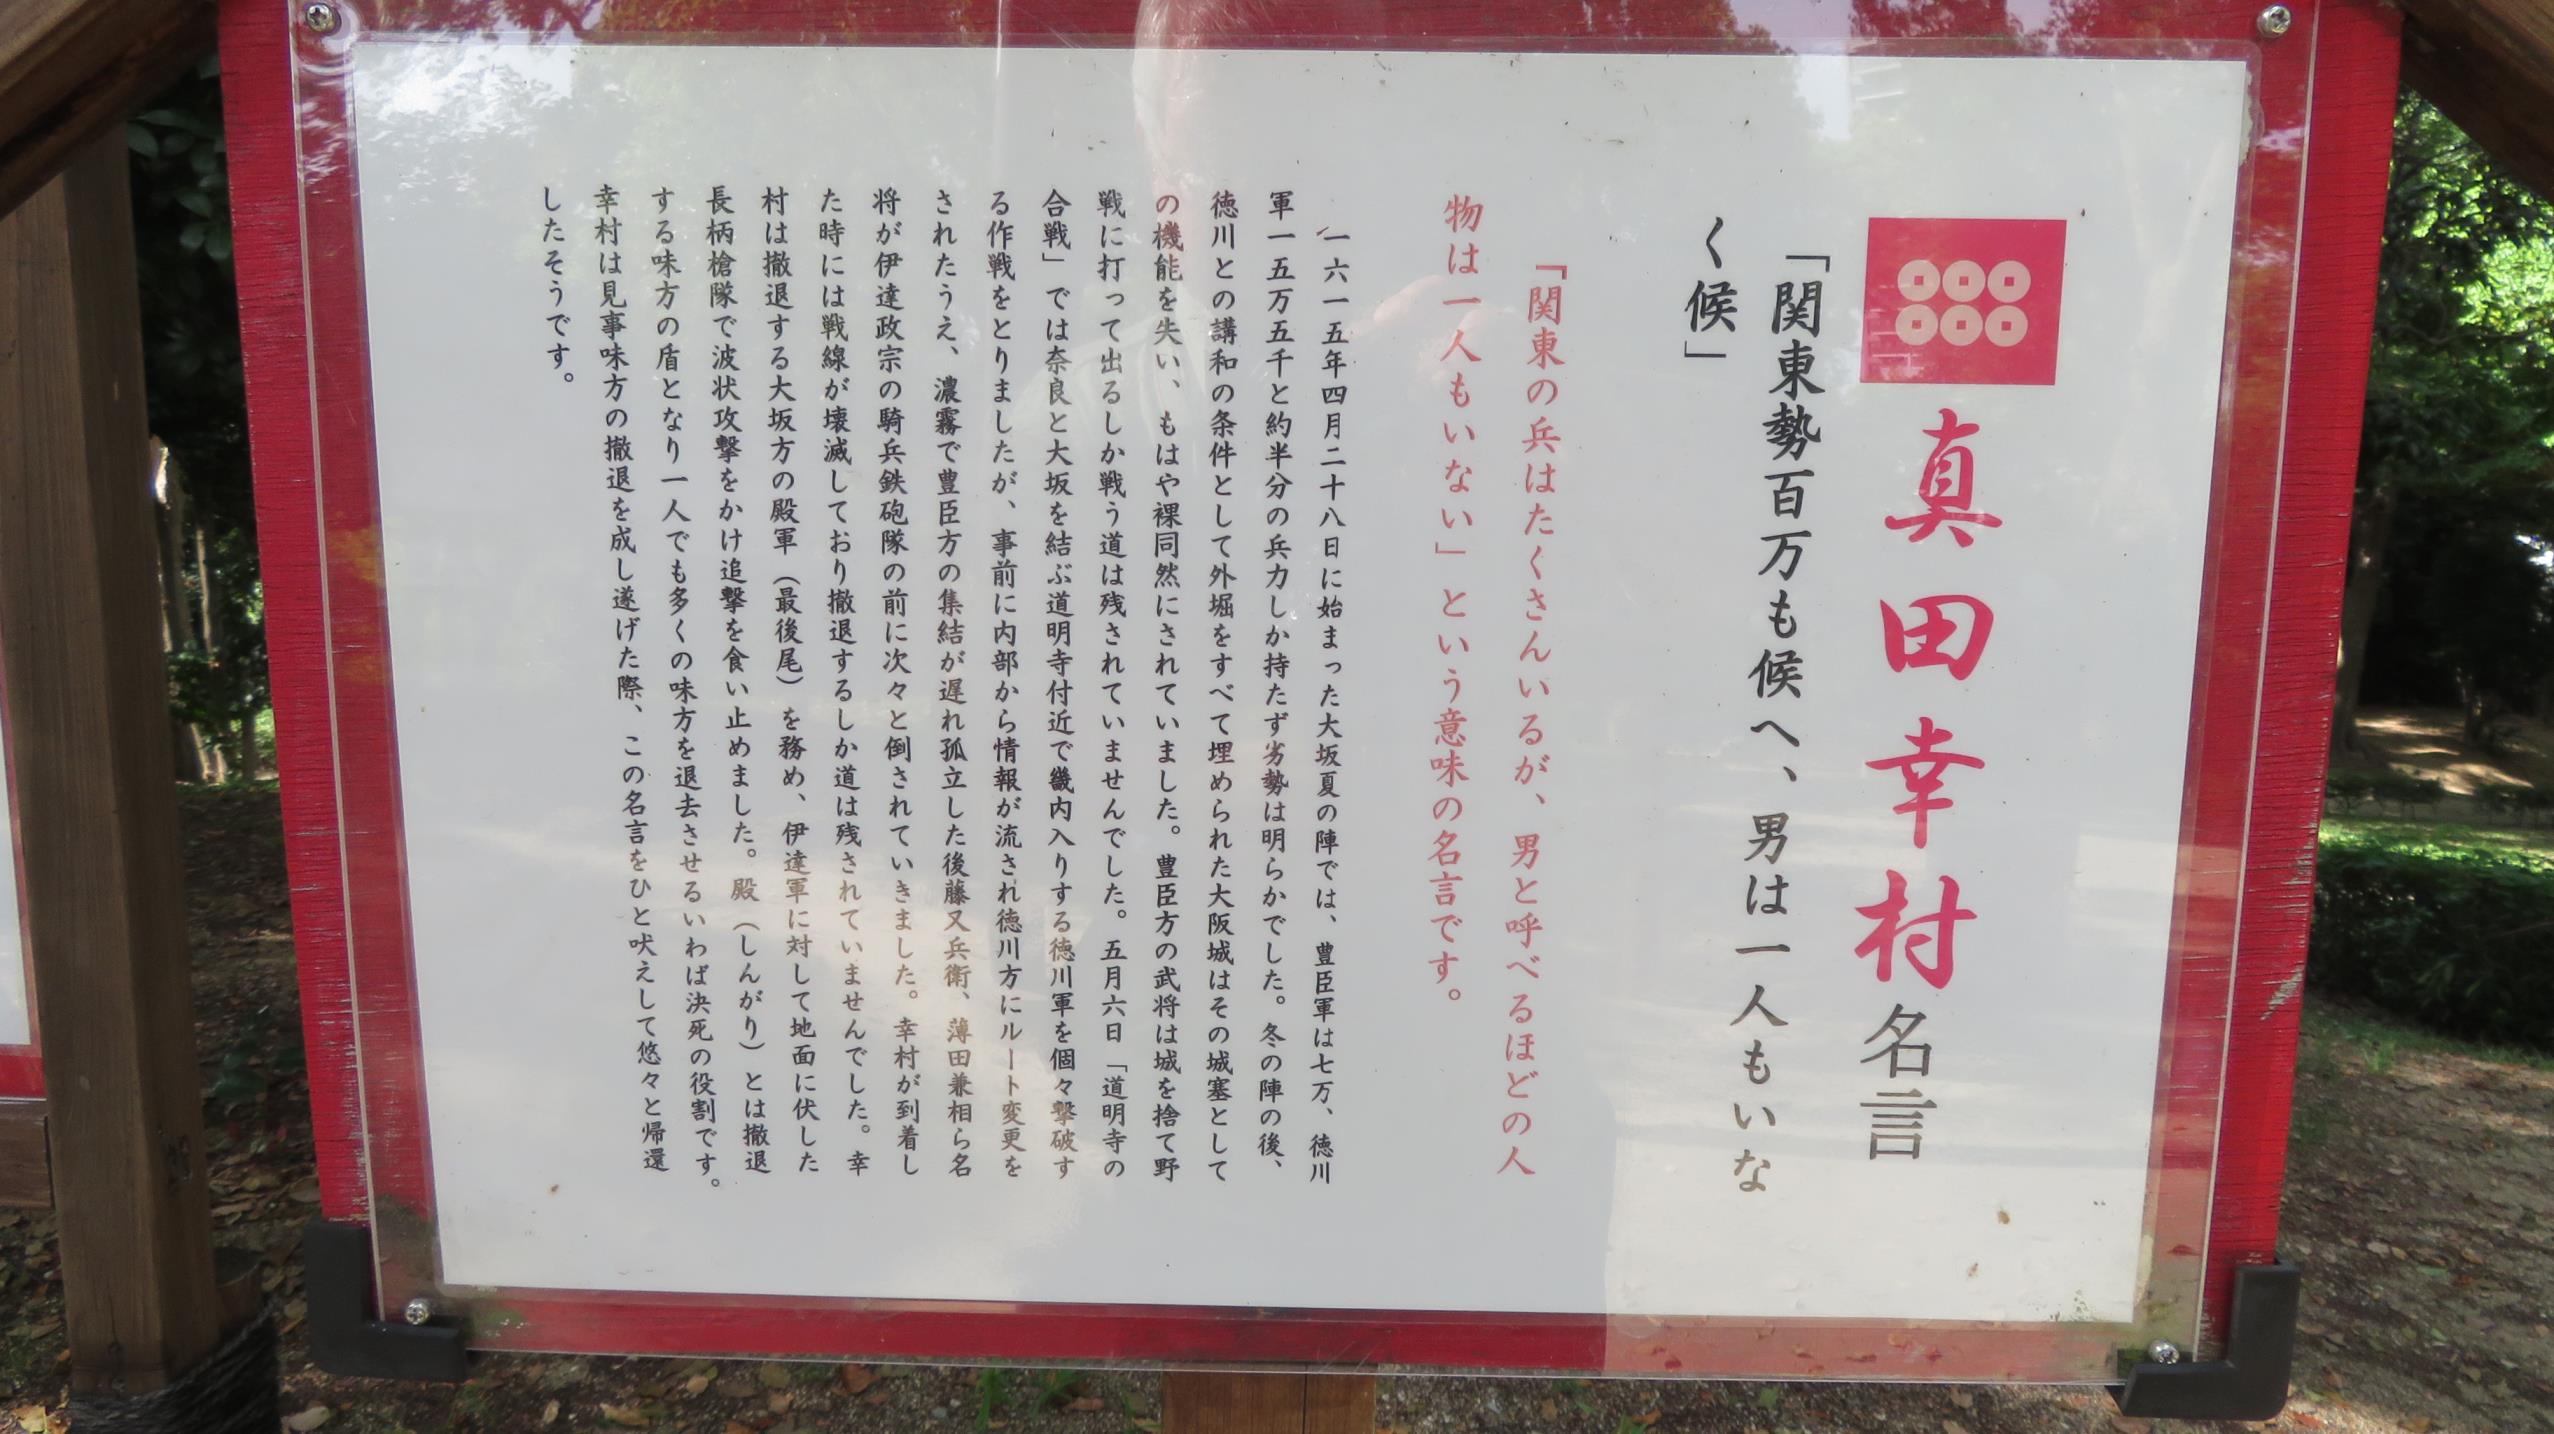 真田幸村名言
「関東勢百万も候へ、男は一人もいな
く候」
「関東の兵はたくさんいるが、男と呼べるほどの人
物は一人もいない」という意味の名言です。
一六一五年四月二十八日に始まった大坂夏の陣では、豊臣軍は七万、徳川
軍一五万五千と約半分の兵力しか持たず劣勢は明らかでした。冬の陣の後、
徳川との講和の条件として外堀をすべて埋められた大阪城はその城塞として
の機能を失い、もはや裸同然にされていました。豊臣方の武将は城を捨て野
戦に打って出るしか戦う道は残されていませんでした。五月六日「道明寺の
合戦」では奈良と大坂を結ぶ道明寺付近で畿内入りする徳川軍を個々撃破す
る作戦をとりましたが、事前に内部から情報が流され徳川方にルート変更を
されたうえ、濃霧で豊臣方の集結が遅れ孤立した後藤又兵衛、薄田兼相ら名
将が伊達政宗の騎兵鉄砲隊の前に次々と倒されていきました。幸村が到着し
た時には戦線が壊滅しており撤退するしか道は残されていませんでした。幸
村は撤退する大坂方の殿軍（最後尾）を務め、伊達軍に対して地面に伏した
長柄槍隊で波状攻撃をかけ追撃を食い止めました。殿（しんがり）とは撤退
する味方の盾となり一人でも多くの味方を退去させるいわば決死の役割です。
幸村は見事味方の撤退を成し遂げた際、この名言をひと吠えして悠々と帰還
したそうです。